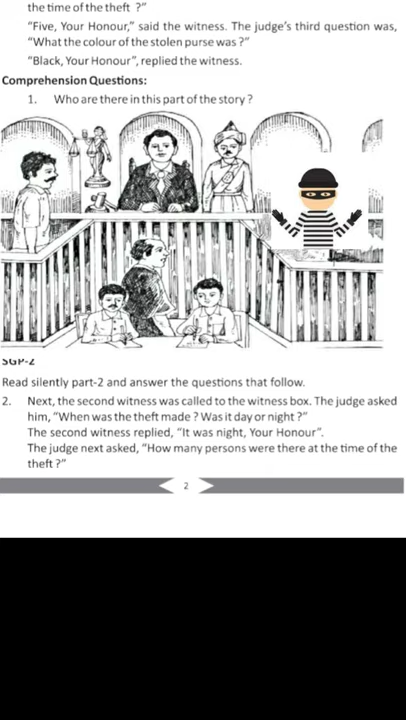 the time of the theft ?"
"Five, Your Honour," said the witness. The judge's third question was,
"What the colour of the stolen purse was ?"
"Black, Your Honour", replied the witness.
Comprehension Questions:
1. Who are there in this part of the story ?
SGP-2
Read silently part-2 and answer the questions that follow.
2. Next, the second witness was called to the witness box. The judge asked
him, "When was the theft made ? Was it day or night ?"
The second witness replied, "It was night, Your Honour".
The judge next asked, "How many persons were there at the time of the
theft ?"
2